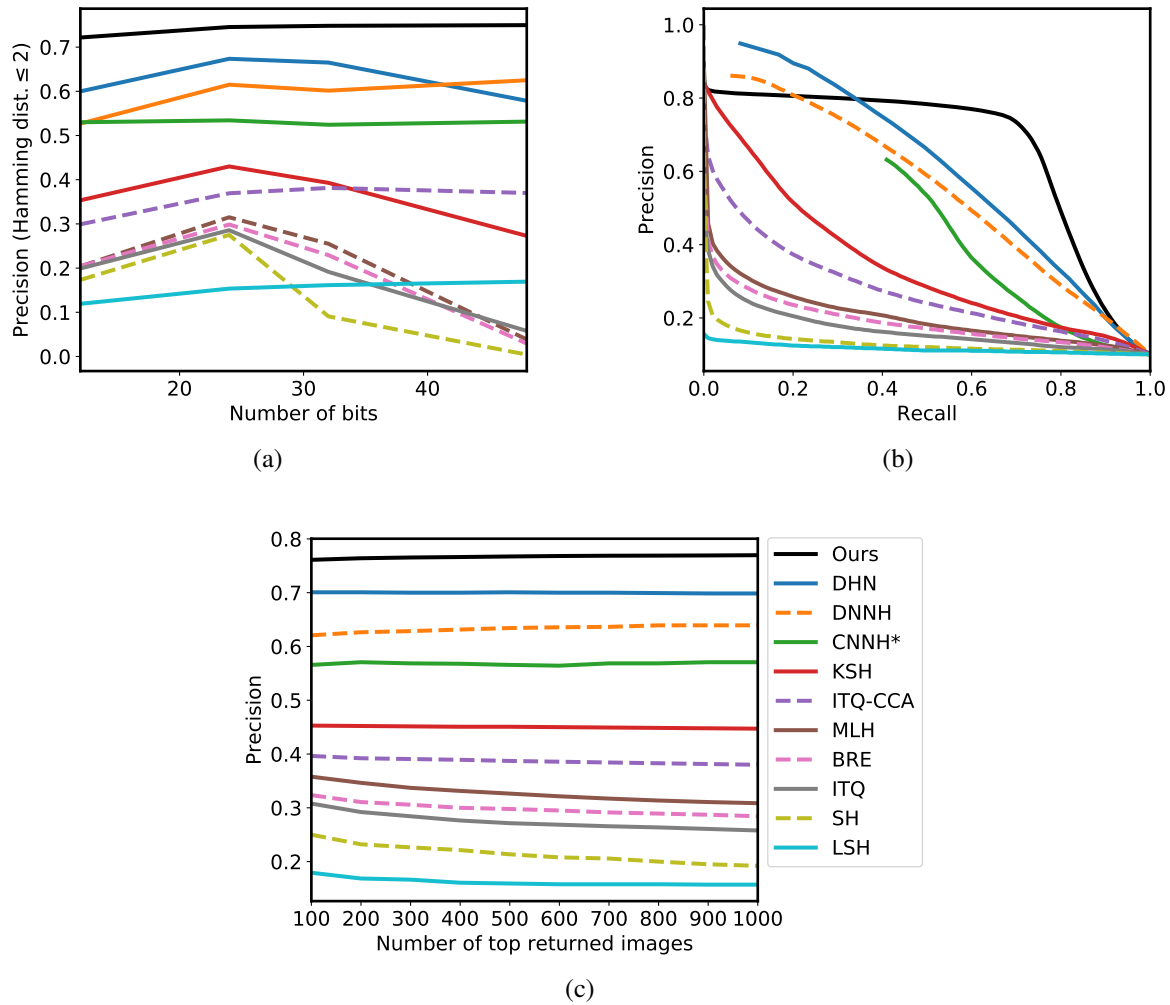 0.7
0.6
0.5
0.4
0.3
0.2
0.1
0.0
Precision (Hamming dist. ≤ 2)
20 30 40
Number of bits
(a)
1.0
0.8
0.6
0.4
0.2
Precision
0.0 0.2 0.4 0.6 0.8 1.0
Recall
(b)
0.8
0.7
0.6
0.5
0.4
0.3
0.2
Precision
100 200 300 400 500 600 700 800 900 1000
Number of top returned images
(c)
Ours
DHN
DNNH
CNNH*
KSH
ITQ-CCA
MLH
BRE
ITQ
SH
LSH